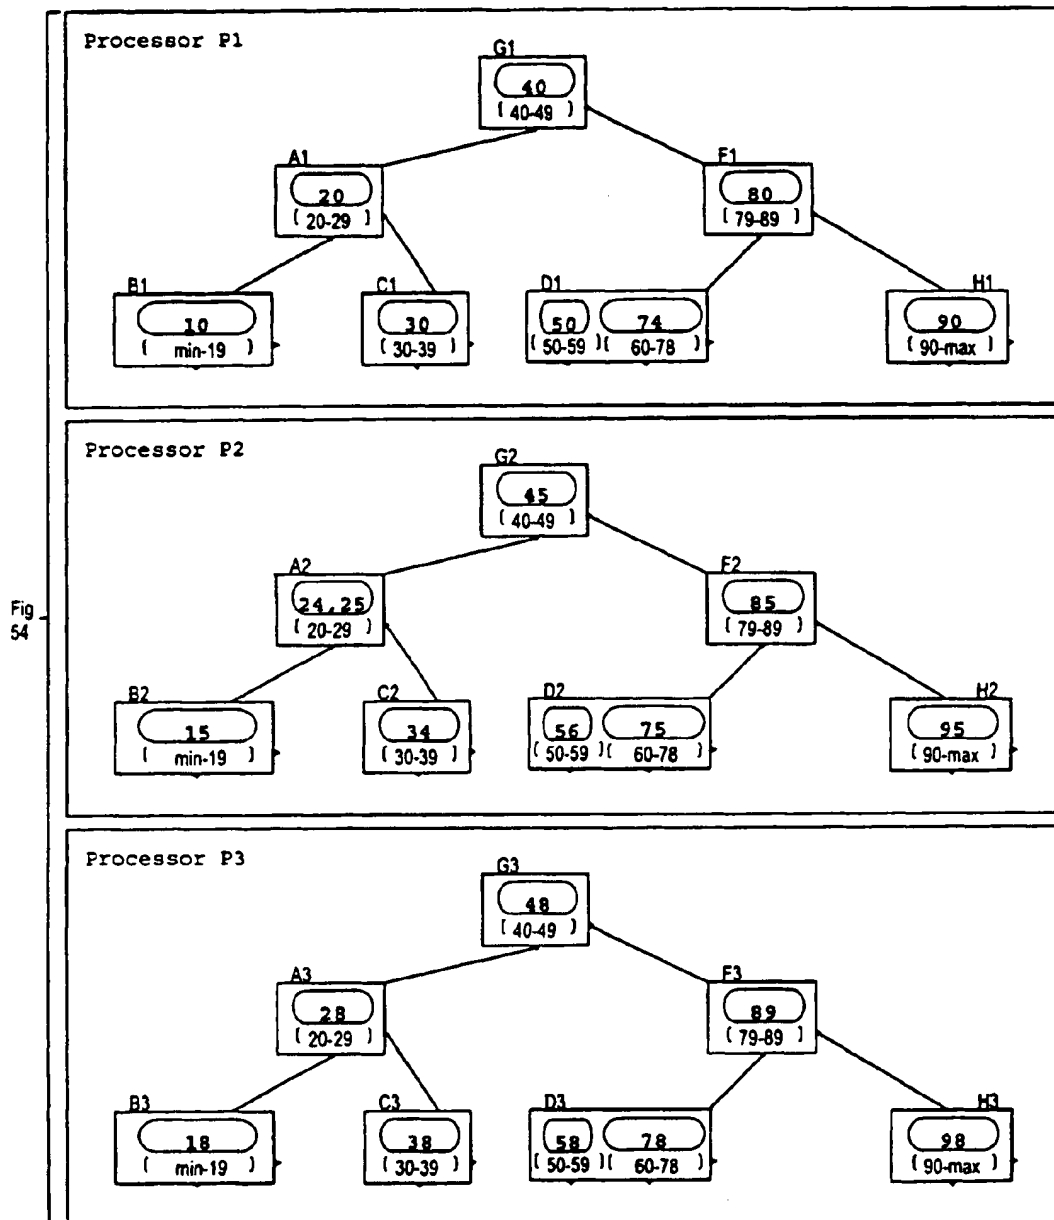 Processor P1
G1
40
( 40-49 )
A1
20
( 20-29 )
F1
80
( 79-89 )
B1
10
( min-19 )
C1
30
( 30-39 )
D1
50 74
( 50-59 )( 60-78 )
H1
90
( 90-max )
Processor P2
G2
45
( 40-49 )
A2
24,25
( 20-29 )
F2
85
( 79-89 )
B2
15
( min-19 )
C2
34
( 30-39 )
D2
56 75
( 50-59 )( 60-78 )
H2
95
( 90-max )
Fig
54
Processor P3
G3
48
( 40-49 )
A3
28
( 20-29 )
F3
89
( 79-89 )
B3
18
( min-19 )
C3
38
( 30-39 )
D3
58 78
( 50-59 )( 60-78 )
H3
98
( 90-max )